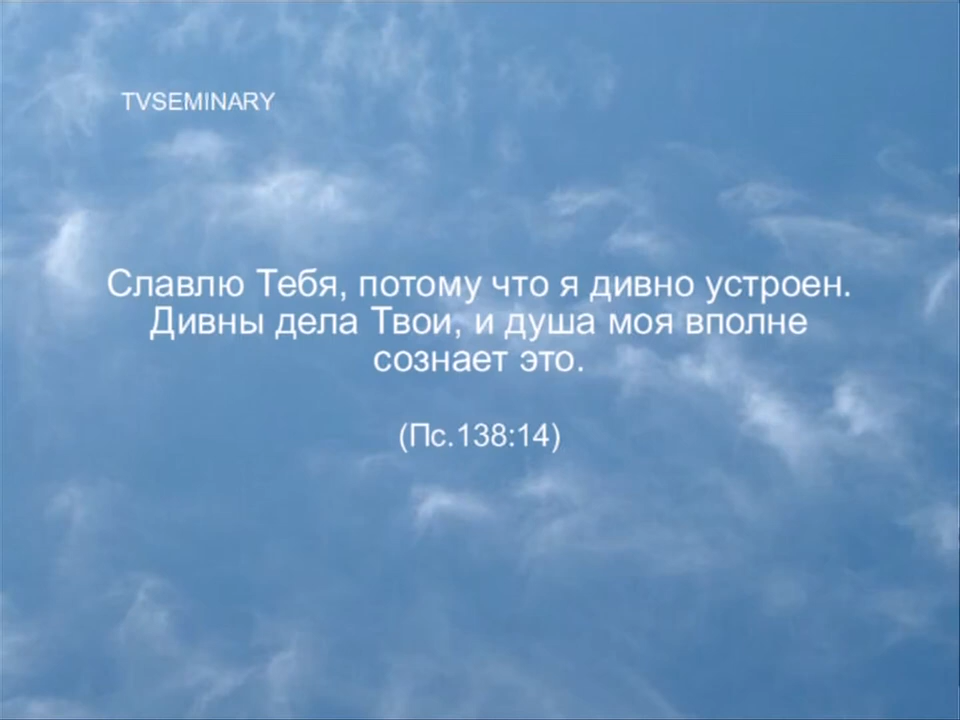 TVSEMINARY
Славлю Тебя, потому что я дивно устроен.
Дивны дела Твои, и душа моя вполне
сознает это.
(Пс.138:14)